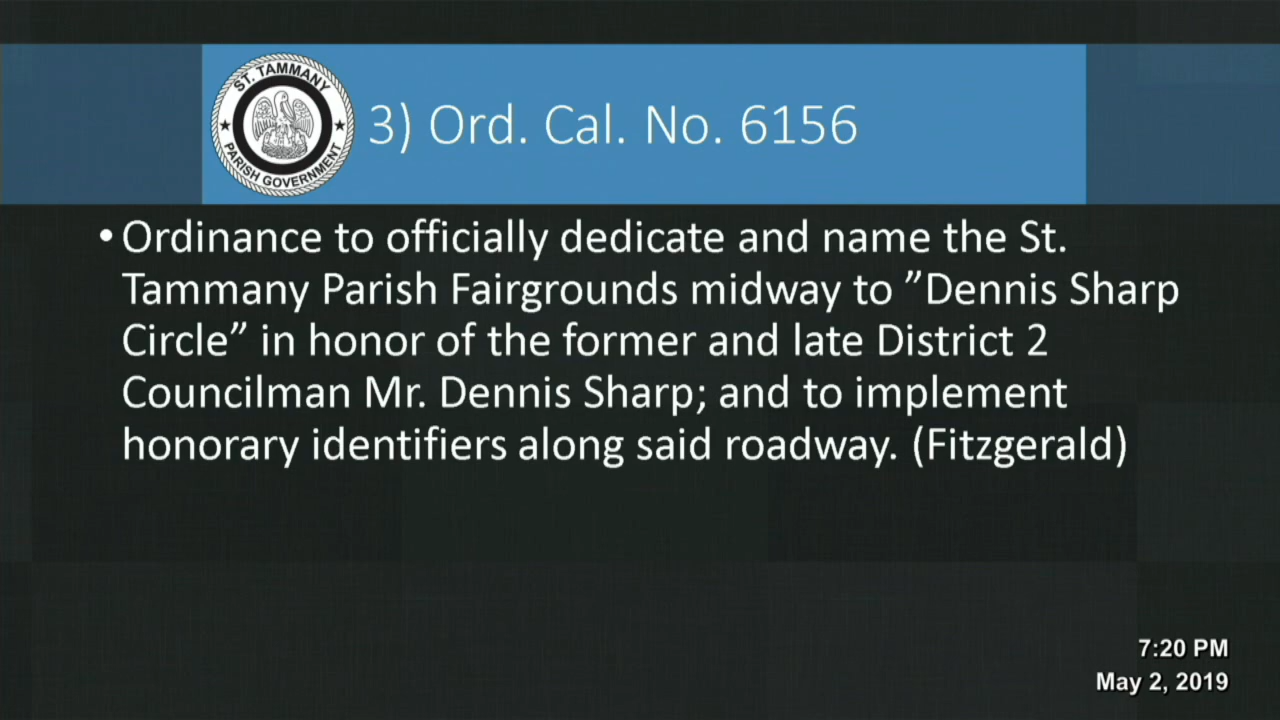 ST. TAMMANY
PARISH GOVERNMENT
3) Ord. Cal. No. 6156
• Ordinance to officially dedicate and name the St.
Tammany Parish Fairgrounds midway to ”Dennis Sharp
Circle” in honor of the former and late District 2
Councilman Mr. Dennis Sharp; and to implement
honorary identifiers along said roadway. (Fitzgerald)
7:20 PM
May 2, 2019